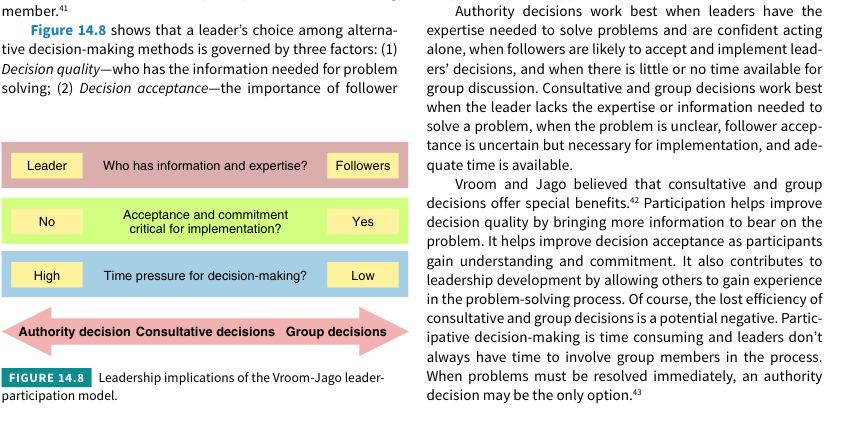 member.41
Figure 14.8 shows that a leader's choice among alterna-
tive decision-making methods is governed by three factors: (1)
Decision quality—who has the information needed for problem
solving; (2) Decision acceptance—the importance of follower
Leader Who has information and expertise? Followers
No Acceptance and commitment critical for implementation? Yes
High Time pressure for decision-making? Low
Authority decision Consultative decisions Group decisions
FIGURE 14.8 Leadership implications of the Vroom-Jago leader-
participation model.
Authority decisions work best when leaders have the
expertise needed to solve problems and are confident acting
alone, when followers are likely to accept and implement lead-
ers' decisions, and when there is little or no time available for
group discussion. Consultative and group decisions work best
when the leader lacks the expertise or information needed to
solve a problem, when the problem is unclear, follower accep-
tance is uncertain but necessary for implementation, and ade-
quate time is available.
Vroom and Jago believed that consultative and group
decisions offer special benefits.42 Participation helps improve
decision quality by bringing more information to bear on the
problem. It helps improve decision acceptance as participants
gain understanding and commitment. It also contributes to
leadership development by allowing others to gain experience
in the problem-solving process. Of course, the lost efficiency of
consultative and group decisions is a potential negative. Partic-
ipative decision-making is time consuming and leaders don't
always have time to involve group members in the process.
When problems must be resolved immediately, an authority
decision may be the only option.43